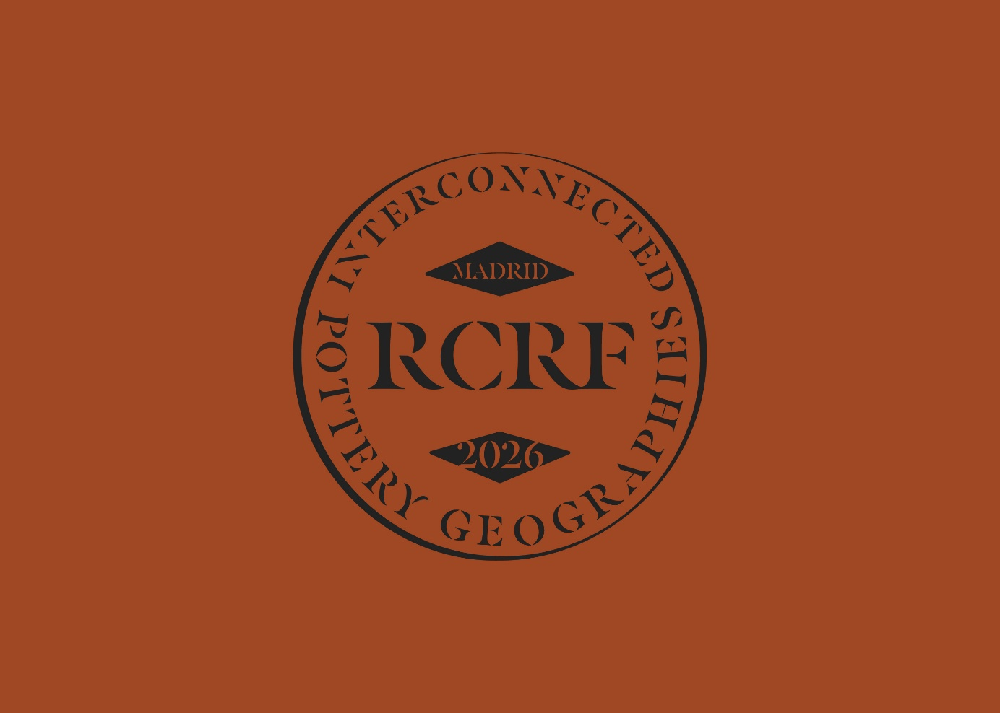 INTERCONNECTED
POTTERY GEOGRAPHIES
MADRID
RCRF
2026